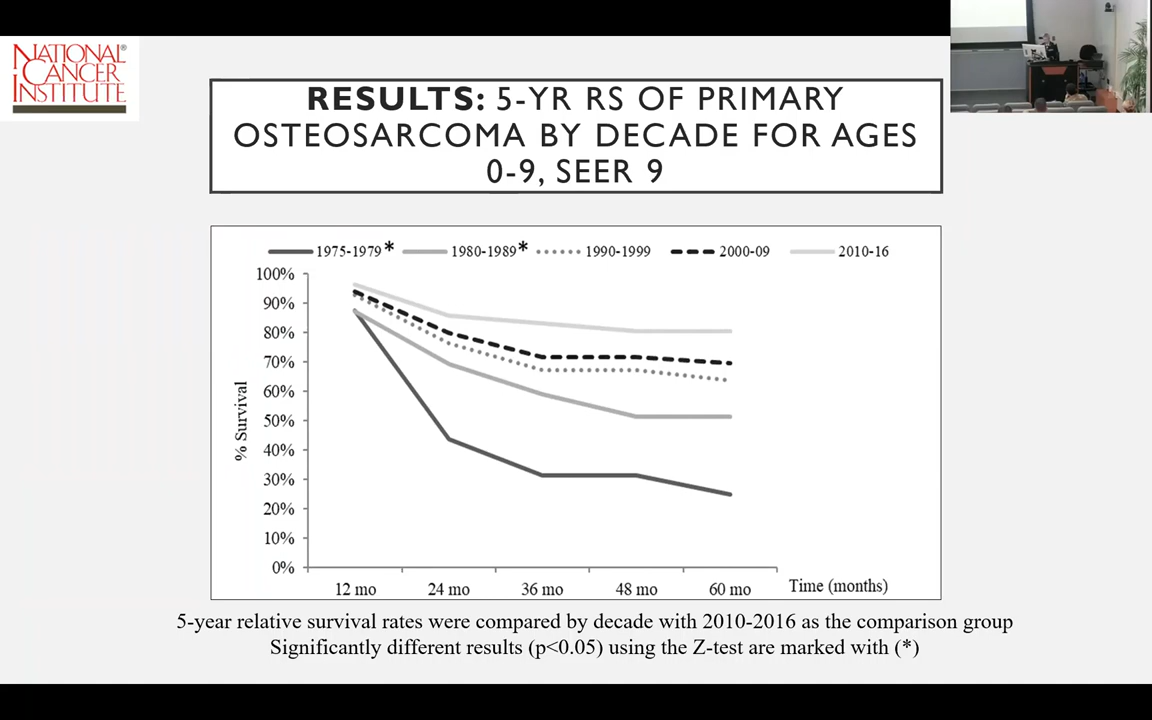 NATIONAL®
CANCER
INSTITUTE
RESULTS: 5-YR RS OF PRIMARY
OSTEOSARCOMA BY DECADE FOR AGES
0-9, SEER 9
1975-1979* 1980-1989* 1990-1999 2000-09 2010-16
100%
90%
80%
70%
60%
50%
40%
30%
20%
10%
0%
% Survival
12 mo 24 mo 36 mo 48 mo 60 mo Time (months)
5-year relative survival rates were compared by decade with 2010-2016 as the comparison group
Significantly different results (p<0.05) using the Z-test are marked with (*)